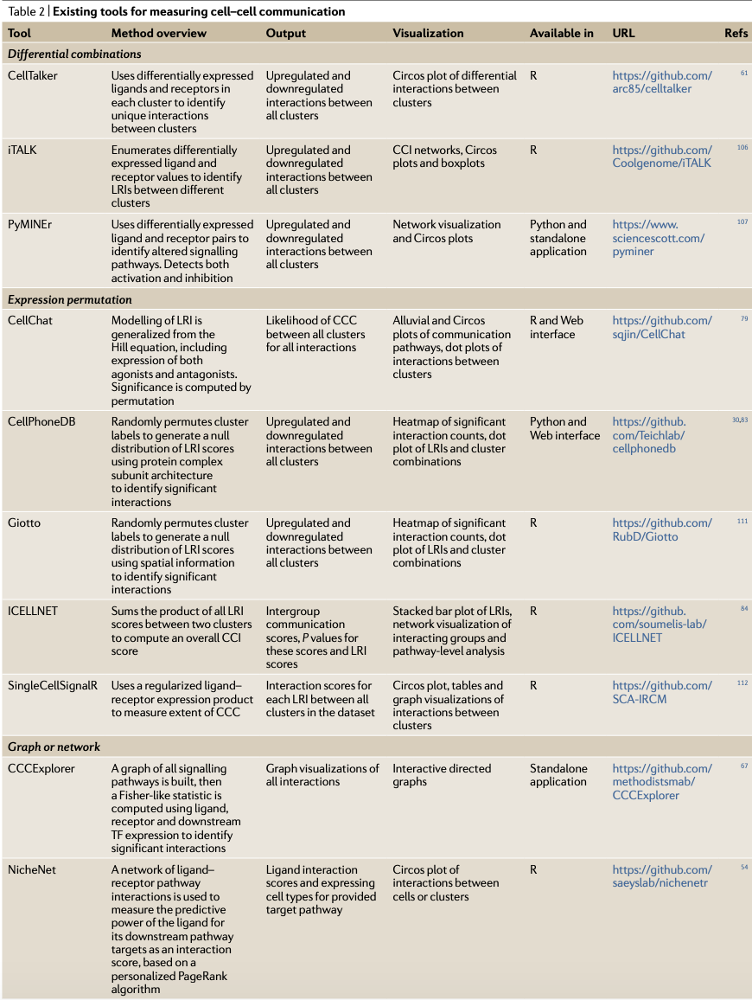 Table 2 | Existing tools for measuring cell–cell communication
Tool Method overview Output Visualization Available in URL Refs
Differential combinations
CellTalker Uses differentially expressed Upregulated and Circos plot of differential R https://github.com/ 61
ligands and receptors in downregulated interactions between arc85/celltalker
each cluster to identify interactions between clusters
unique interactions all clusters
between clusters
iTALK Enumerates differentially Upregulated and CCI networks, Circos R https://github.com/ 106
expressed ligand and downregulated plots and boxplots Coolgenome/iTALK
receptor values to identify interactions between
LRIs between different all clusters
clusters
PyMINEr Uses differentially expressed Upregulated and Network visualization Python and https://www. 107
ligand and receptor pairs to downregulated and Circos plots standalone sciencescott.com/
identify altered signalling interactions between application pyminer
pathways. Detects both all clusters
activation and inhibition
Expression permutation
CellChat Modelling of LRI is Likelihood of CCC Alluvial and Circos R and Web https://github.com/ 79
generalized from the between all clusters plots of communication interface sqjin/CellChat
Hill equation, including for all interactions pathways, dot plots of
expression of both interactions between
agonists and antagonists. clusters
Significance is computed by
permutation
CellPhoneDB Randomly permutes cluster Upregulated and Heatmap of significant Python and https://github. 30,83
labels to generate a null downregulated interaction counts, dot Web interface com/Teichlab/
distribution of LRI scores interactions between plot of LRIs and cluster cellphonedb
using protein complex all clusters combinations
subunit architecture
to identify significant
interactions
Giotto Randomly permutes cluster Upregulated and Heatmap of significant R https://github.com/ 111
labels to generate a null downregulated interaction counts, dot RubD/Giotto
distribution of LRI scores interactions between plot of LRIs and cluster
using spatial information all clusters combinations
to identify significant
interactions
ICELLNET Sums the product of all LRI Intergroup Stacked bar plot of LRIs, R https://github. 84
scores between two clusters communication network visualization of com/soumelis-lab/
to compute an overall CCI scores, P values for interacting groups and ICELLNET
score these scores and LRI pathway-level analysis
scores
SingleCellSignalR Uses a regularized ligand– Interaction scores for Circos plot, tables and R https://github.com/ 112
receptor expression product each LRI between all graph visualizations of SCA-IRCM
to measure extent of CCC clusters in the dataset interactions between
clusters
Graph or network
CCCExplorer A graph of all signalling Graph visualizations of Interactive directed Standalone https://github.com/ 67
pathways is built, then all interactions graphs application methodistsmab/
a Fisher-like statistic is CCCExplorer
computed using ligand,
receptor and downstream
TF expression to identify
significant interactions
NicheNet A network of ligand– Ligand interaction Circos plot of R https://github.com/ 54
receptor pathway scores and expressing interactions between saeyslab/nichenetr
interactions is used to cell types for provided cells or clusters
measure the predictive target pathway
power of the ligand for
its downstream pathway
targets as an interaction
score, based on a
personalized PageRank
algorithm